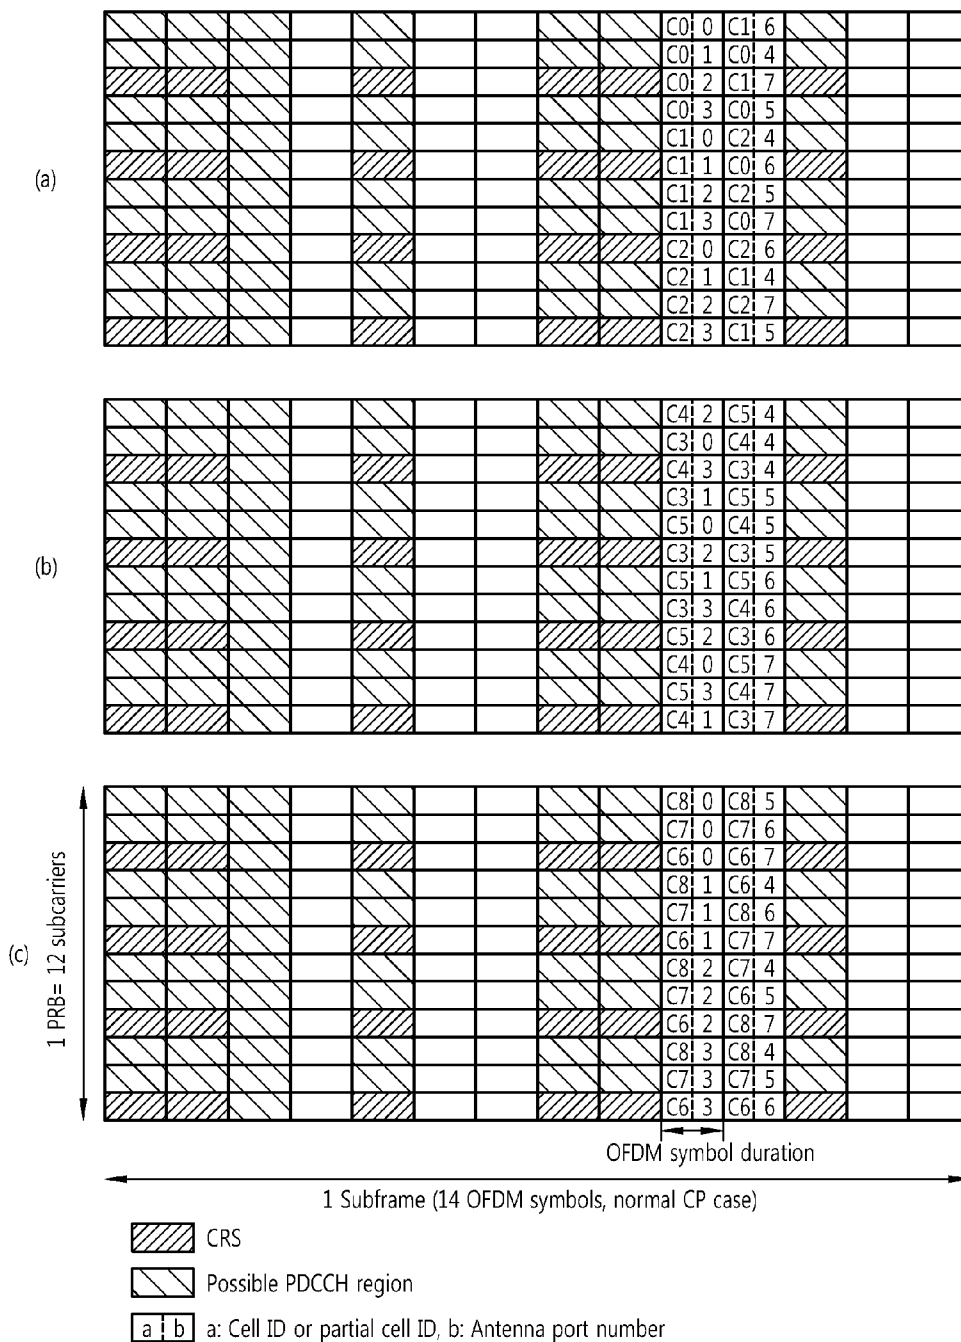 C0 0 C1 6
C0 1 C0 4
C0 2 C1 7
C0 3 C0 5
C1 0 C2 4
C1 1 C0 6
(a)
C1 2 C2 5
C1 3 C0 7
C2 0 C2 6
C2 1 C1 4
C2 2 C2 7
C2 3 C1 5
C4 2 C5 4
C3 0 C4 4
C4 3 C3 4
C3 1 C5 5
C5 0 C4 5
C3 2 C3 5
(b)
C5 1 C5 6
C3 3 C4 6
C5 2 C3 6
C4 0 C5 7
C5 3 C4 7
C4 1 C3 7
C8 0 C8 5
C7 0 C7 6
C6 0 C6 7
C8 1 C6 4
C7 1 C8 6
C6 1 C7 7
(c)
1 PRB= 12 subcarriers
C8 2 C7 4
C7 2 C6 5
C6 2 C8 7
C8 3 C8 4
C7 3 C7 5
C6 3 C6 6
OFDM symbol duration
1 Subframe (14 OFDM symbols, normal CP case)
CRS
Possible PDCCH region
a b a: Cell ID or partial cell ID, b: Antenna port number